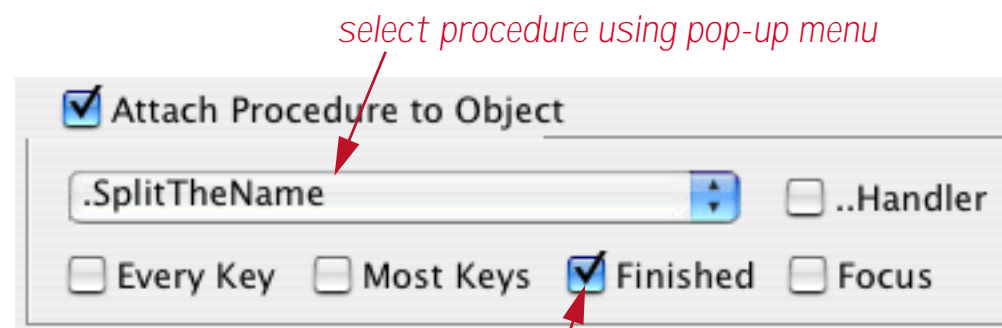 select procedure using pop-up menu
Attach Procedure to Object
.SplitTheName ..Handler
Every Key Most Keys Finished Focus